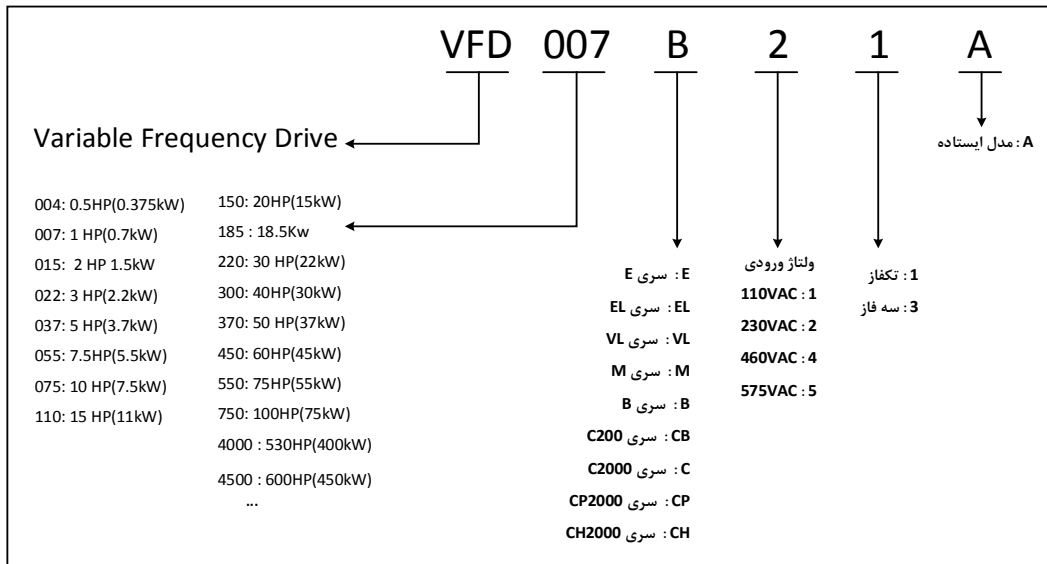 VFD 007 B 2 1 A
Variable Frequency Drive
A : مدل ایستاده
004: 0.5HP(0.375kW)
007: 1 HP(0.7kW)
015: 2 HP 1.5kW
022: 3 HP(2.2kW)
037: 5 HP(3.7kW)
055: 7.5HP(5.5kW)
075: 10 HP(7.5kW)
110: 15 HP(11kW)
150: 20HP(15kW)
185 : 18.5Kw
220: 30 HP(22kW)
300: 40HP(30kW)
370: 50 HP(37kW)
450: 60HP(45kW)
550: 75HP(55kW)
750: 100HP(75kW)
4000 : 530HP(400kW)
4500 : 600HP(450kW)
...
E : سری E
EL : سری EL
VL : سری VL
M : سری M
B : سری B
CB : سری C200
C : سری C2000
CP : سری CP2000
CH : سری CH2000
ولتاژ ورودی
1 : 110VAC
2 : 230VAC
4 : 460VAC
5 : 575VAC
1 : تکفاز
3 : سه فاز